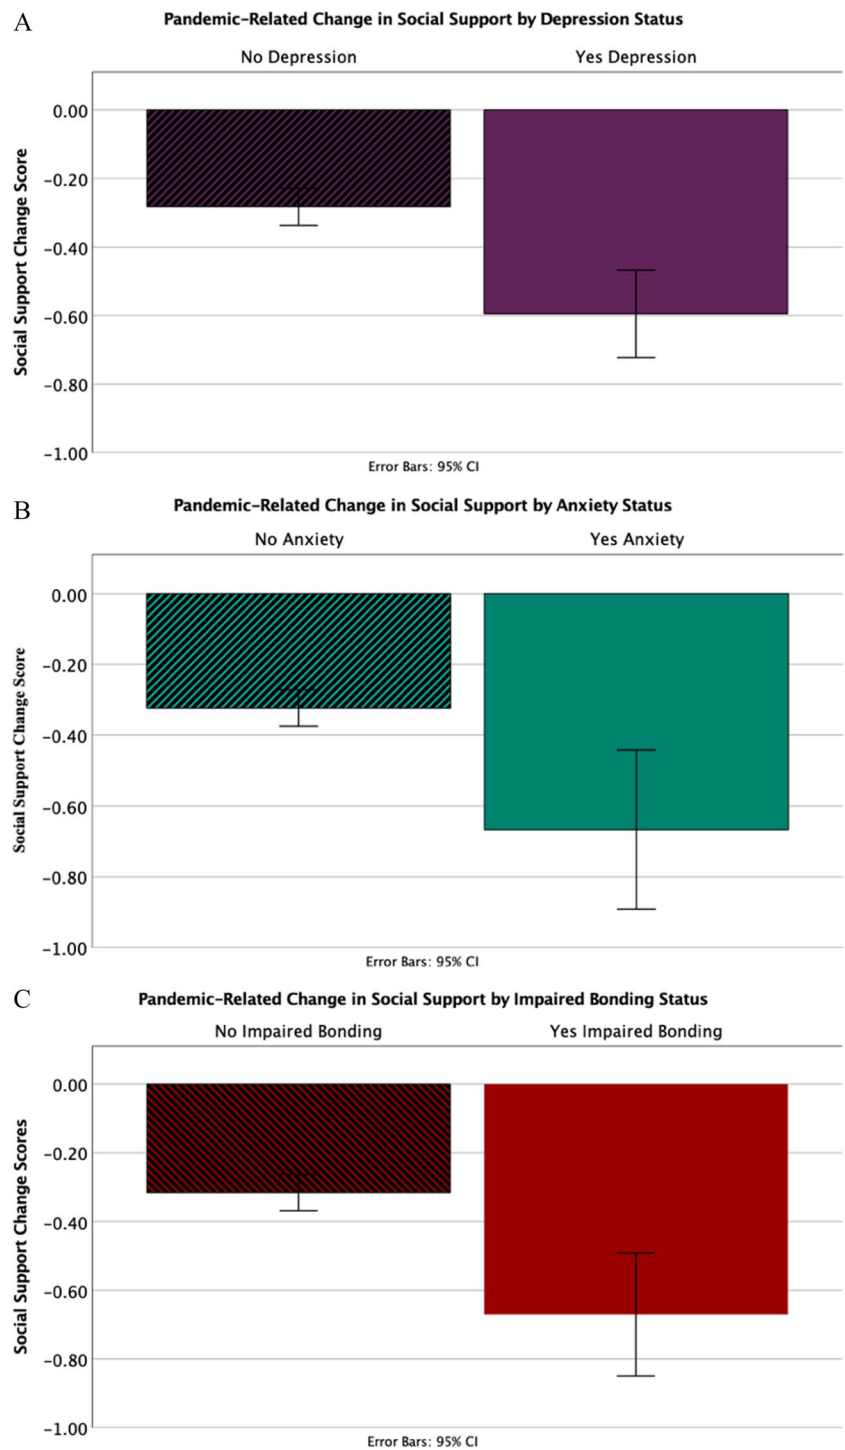 A
Pandemic-Related Change in Social Support by Depression Status
No Depression Yes Depression
Social Support Change Score
0.00
-0.20
-0.40
-0.60
-0.80
-1.00
Error Bars: 95% CI
B
Pandemic-Related Change in Social Support by Anxiety Status
No Anxiety Yes Anxiety
Social Support Change Score
0.00
-0.20
-0.40
-0.60
-0.80
-1.00
Error Bars: 95% CI
C
Pandemic-Related Change in Social Support by Impaired Bonding Status
No Impaired Bonding Yes Impaired Bonding
Social Support Change Scores
0.00
-0.20
-0.40
-0.60
-0.80
-1.00
Error Bars: 95% CI